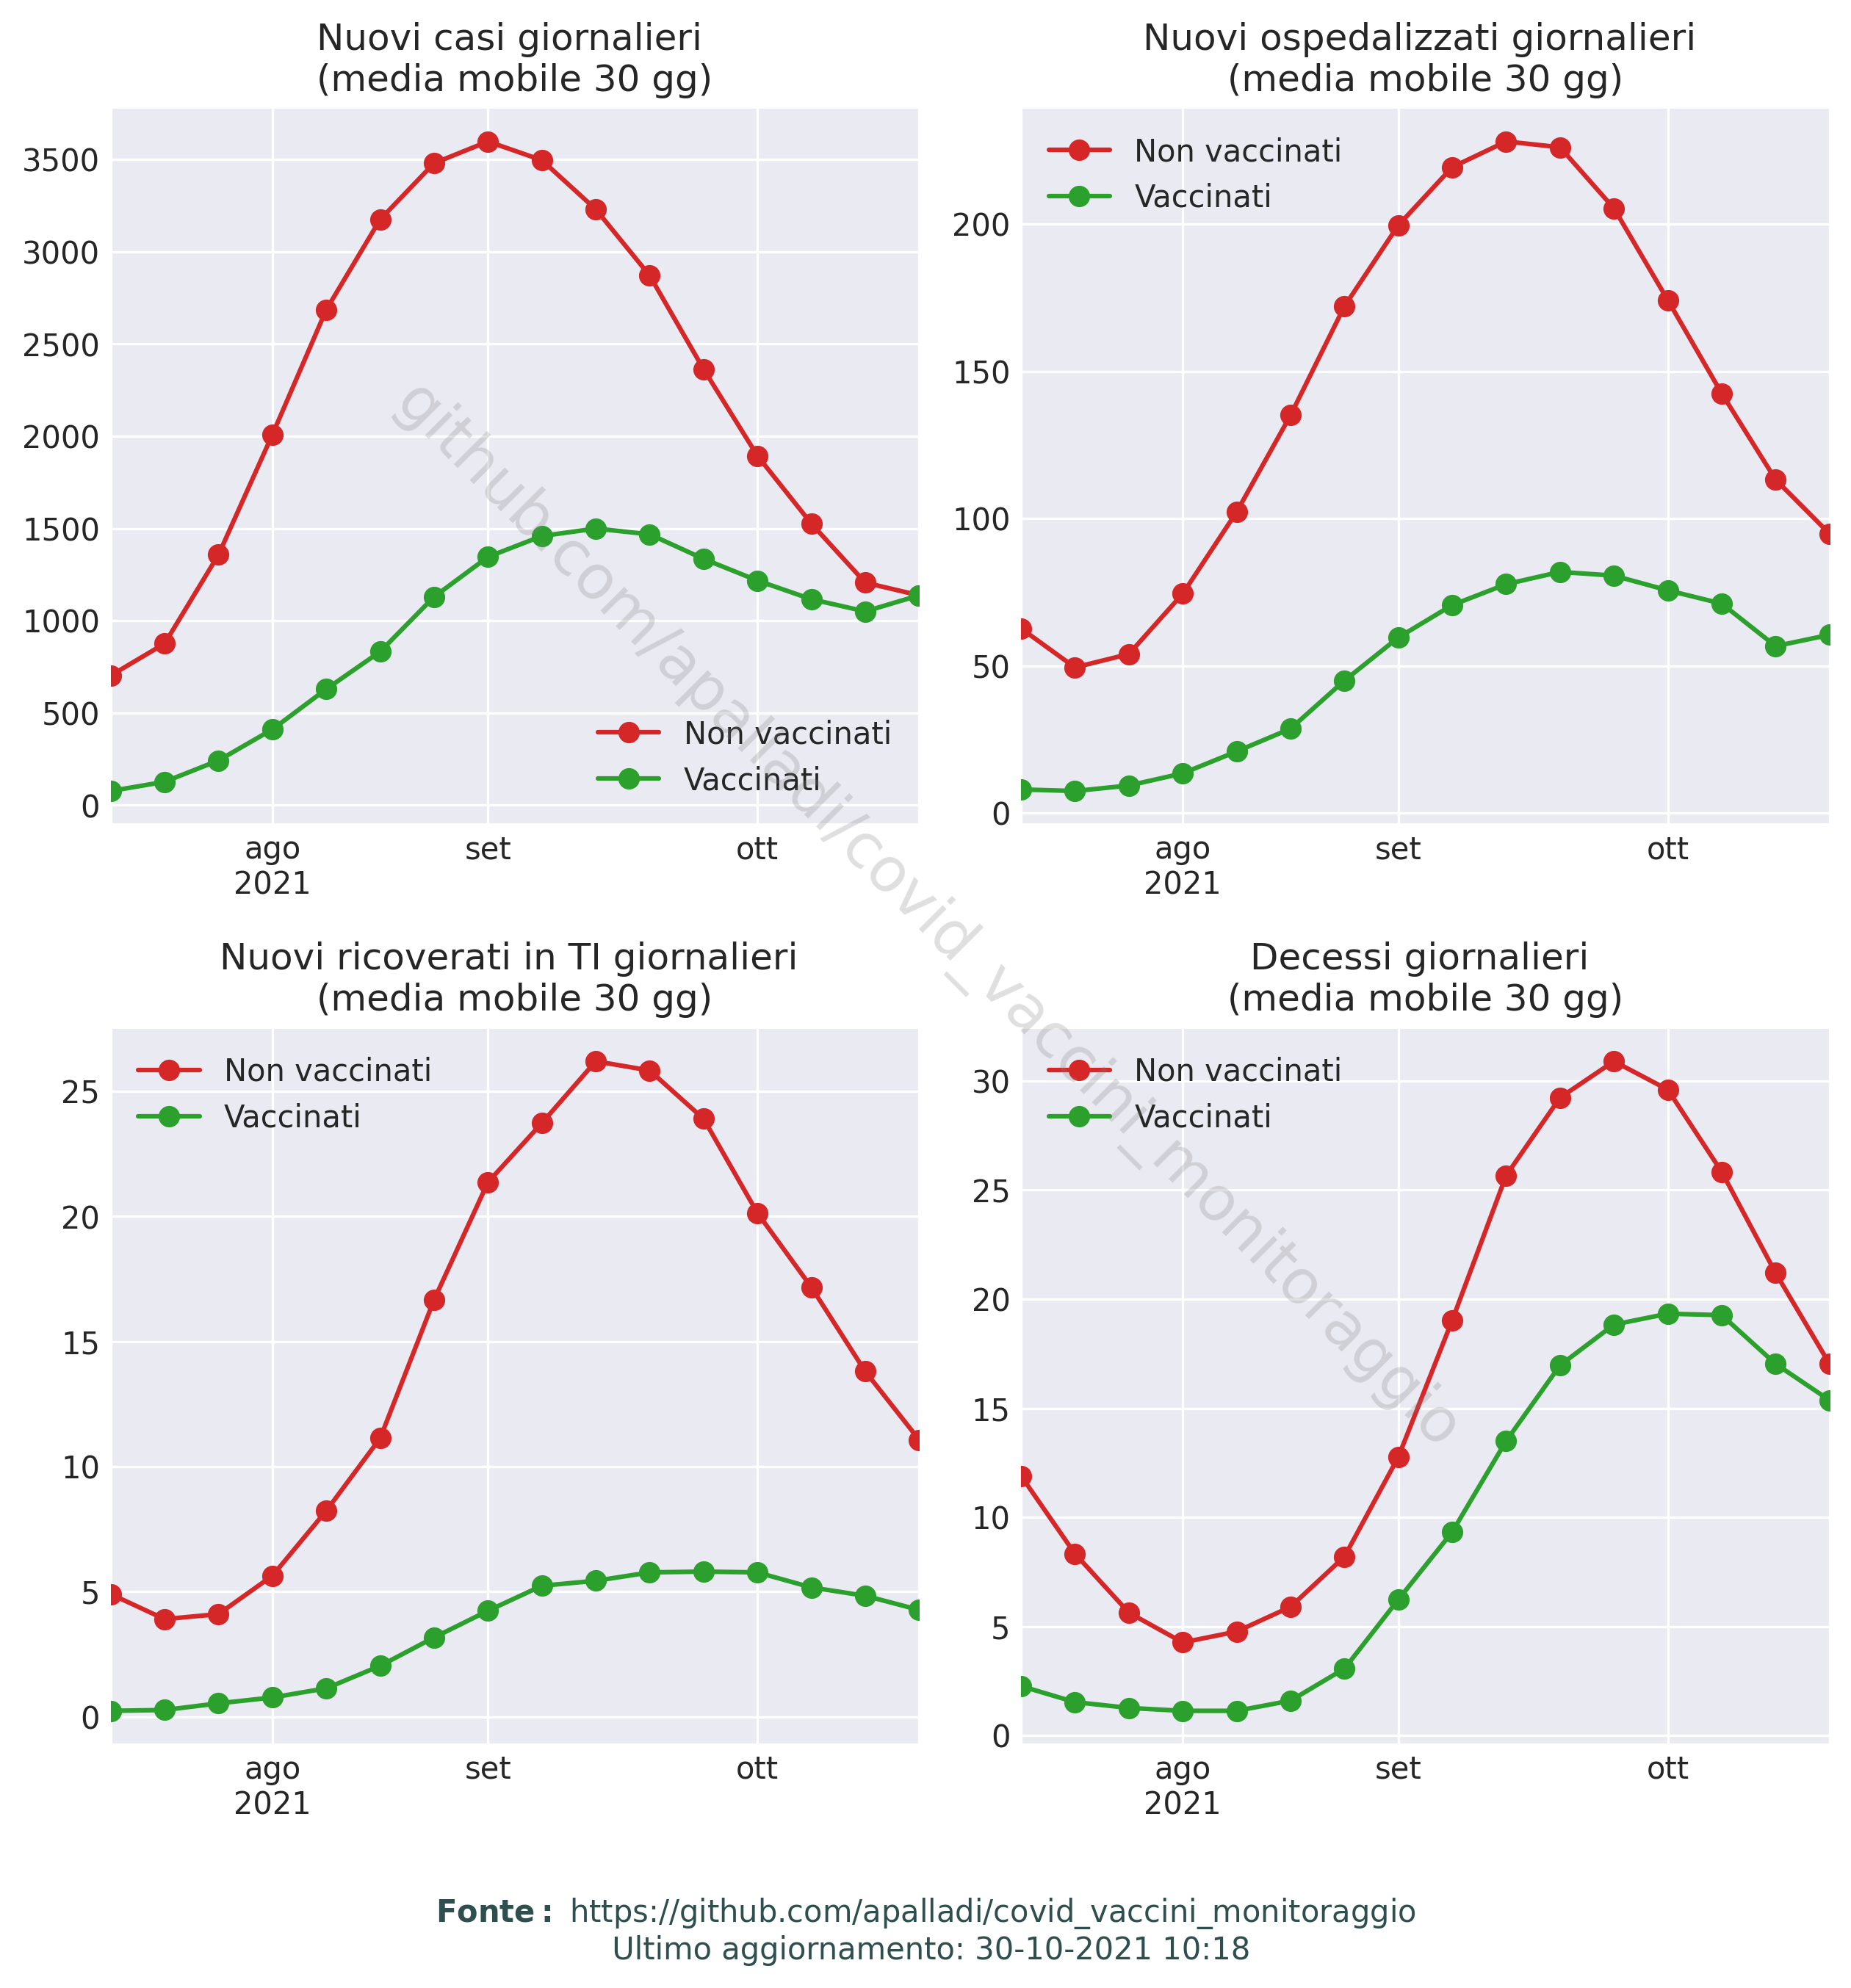 Nuovi casi giornalieri
(media mobile 30 gg)
3500
3000
2500
2000
1500
1000
500
0
Non vaccinati
Vaccinati
ago
2021
set
ott
Nuovi ospedalizzati giornalieri
(media mobile 30 gg)
Non vaccinati
Vaccinati
200
150
100
50
0
ago
2021
set
ott
Nuovi ricoverati in TI giornalieri
(media mobile 30 gg)
Non vaccinati
Vaccinati
25
20
15
10
5
0
ago
2021
set
ott
Decessi giornalieri
(media mobile 30 gg)
Non vaccinati
Vaccinati
30
25
20
15
10
5
0
ago
2021
set
ott
github.com/apalladi/covid_vaccini_monitoraggio
Fonte: https://github.com/apalladi/covid_vaccini_monitoraggio
Ultimo aggiornamento: 30-10-2021 10:18